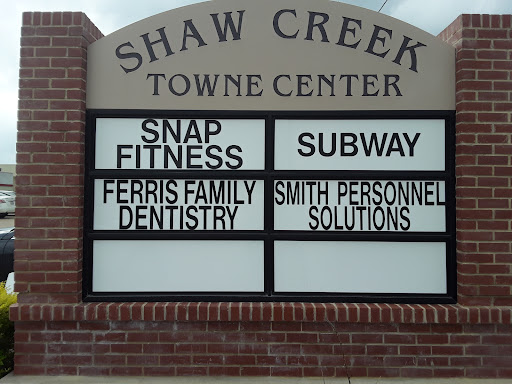 SHAW CREEK
TOWNE CENTER
SNAP
FITNESS
SUBWAY
FERRIS FAMILY
DENTISTRY
SMITH PERSONNEL
SOLUTIONS